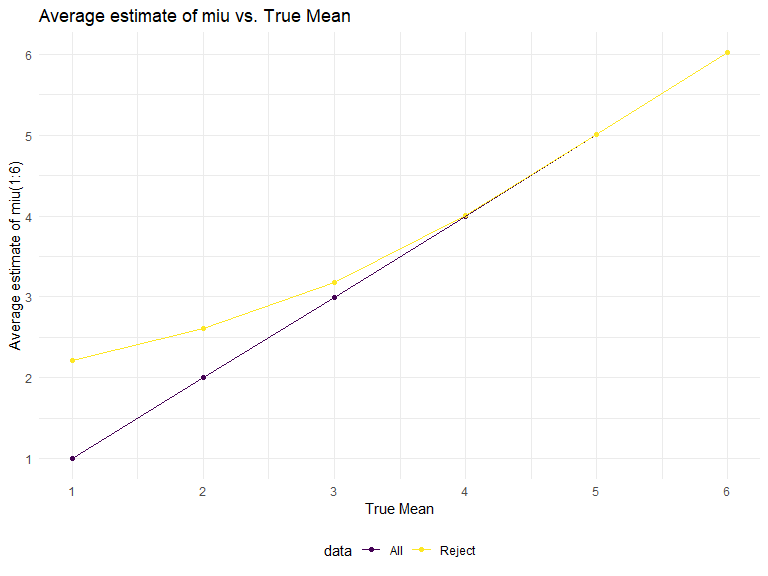 Average estimate of miu vs. True Mean
Average estimate of miu(1:6)
6
5
4
3
2
1
1 2 3 4 5 6
True Mean
data All Reject